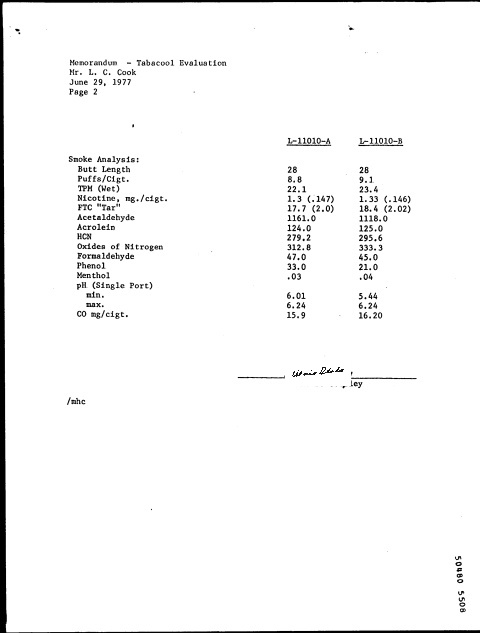 Memorandum - Tabacool Evaluation
Mr. L. C. Cook
June 29, 1977
Page 2
L-11010-A L-11010-B
Smoke Analysis:
Butt Length 28 28
Puffs/Cigt. 8.8 9.1
TPM (Wet) 22.1 23.4
Nicotine, mg./cigt. 1.3 (.147) 1.33 (.146)
FTC "Tar" 17.7 (2.0) 18.4 (2.02)
Acetaldehyde 1161.0 1118.0
Acrolein 124.0 125.0
HCN 279.2 295.6
Oxides of Nitrogen 312.8 333.3
Formaldehyde 47.0 45.0
Phenol 33.0 21.0
Menthol .03 .04
pH (Single Port)
min. 6.01 5.44
max. 6.24 6.24
CO mg/cigt. 15.9 16.20
ley
/mhc
50480 5508